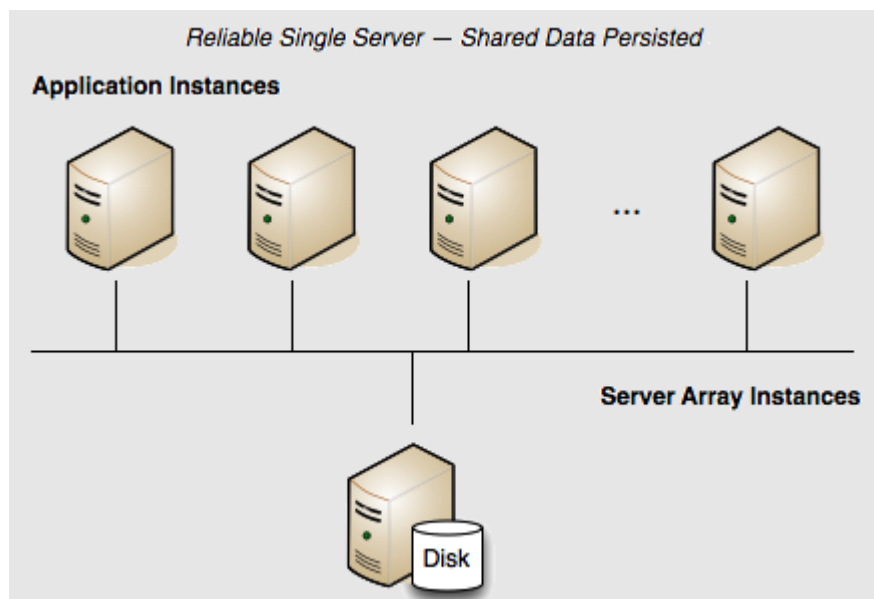 Reliable Single Server — Shared Data Persisted
Application Instances
...
Server Array Instances
Disk